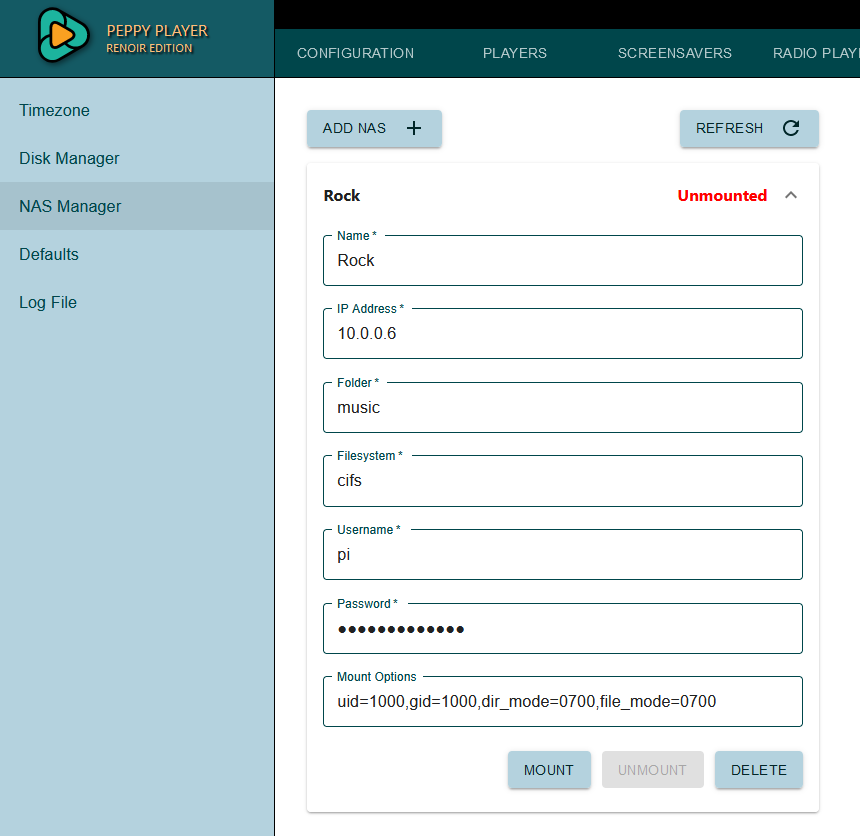 PEPPY PLAYER
RENOIR EDITION
CONFIGURATION PLAYERS SCREENSAVERS RADIO PLAY
Timezone
Disk Manager
NAS Manager
Defaults
Log File
ADD NAS
REFRESH
Rock
Unmounted
Name *
Rock
IP Address *
10.0.0.6
Folder *
music
Filesystem *
cifs
Username *
pi
Password *
•••••••••••••
Mount Options
uid=1000,gid=1000,dir_mode=0700,file_mode=0700
MOUNT UNMOUNT DELETE